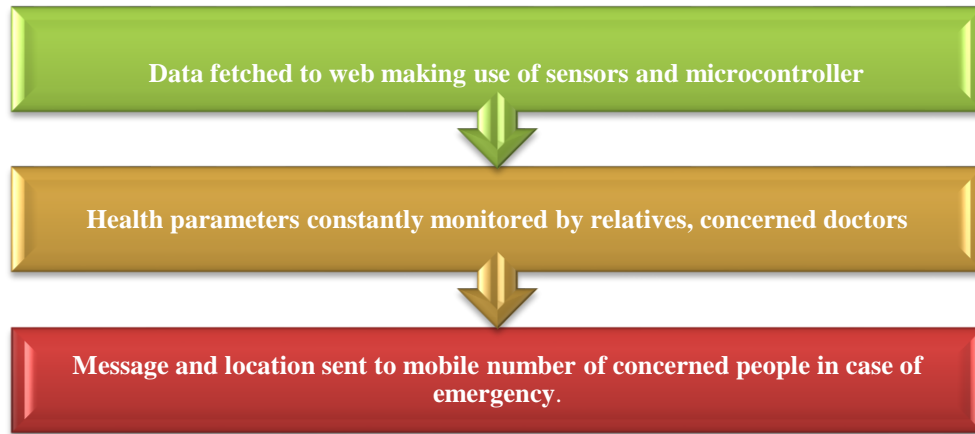 Data fetched to web making use of sensors and microcontroller
Health parameters constantly monitored by relatives, concerned doctors
Message and location sent to mobile number of concerned people in case of
emergency.